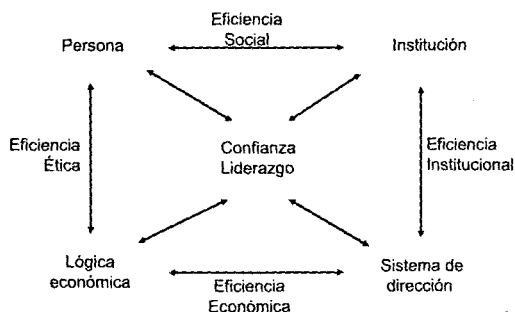 Eficiencia
Social
Persona
Institución
Eficiencia
Ética
Confianza
Liderazgo
Eficiencia
Institucional
Lógica
económica
Eficiencia
Económica
Sistema de
dirección